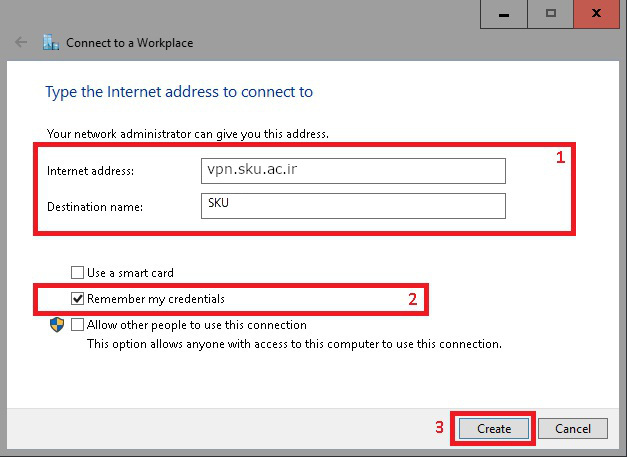 Connect to a Workplace
Type the Internet address to connect to
Your network administrator can give you this address.
1
Internet address: vpn.sku.ac.ir
Destination name: SKU
Use a smart card
Remember my credentials 2
Allow other people to use this connection
This option allows anyone with access to this computer to use this connection.
3 Create Cancel